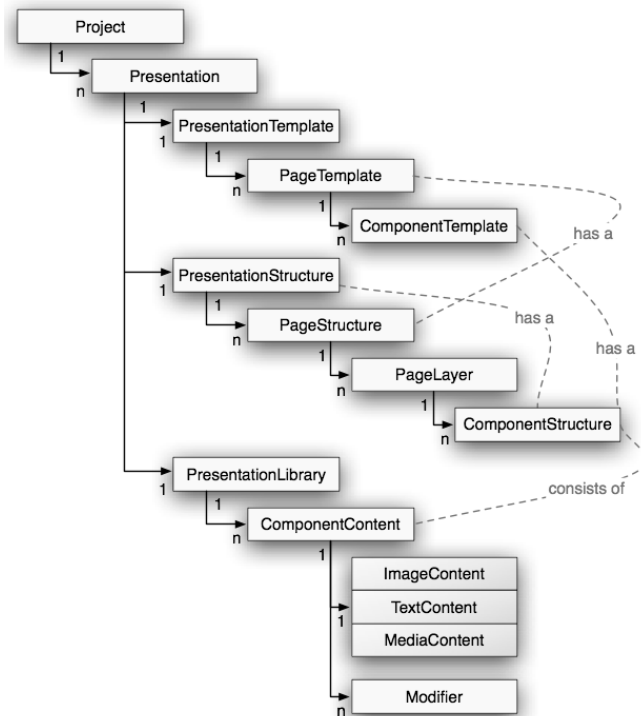 Project
1
n
Presentation
1
1
PresentationTemplate
1
n
PageTemplate
1
n
ComponentTemplate
has a
1
PresentationStructure
1
n
PageStructure
has a
has a
1
n
PageLayer
1
n
ComponentStructure
1
PresentationLibrary
consists of
1
n
ComponentContent
1
ImageContent
1
TextContent
MediaContent
n
Modifier